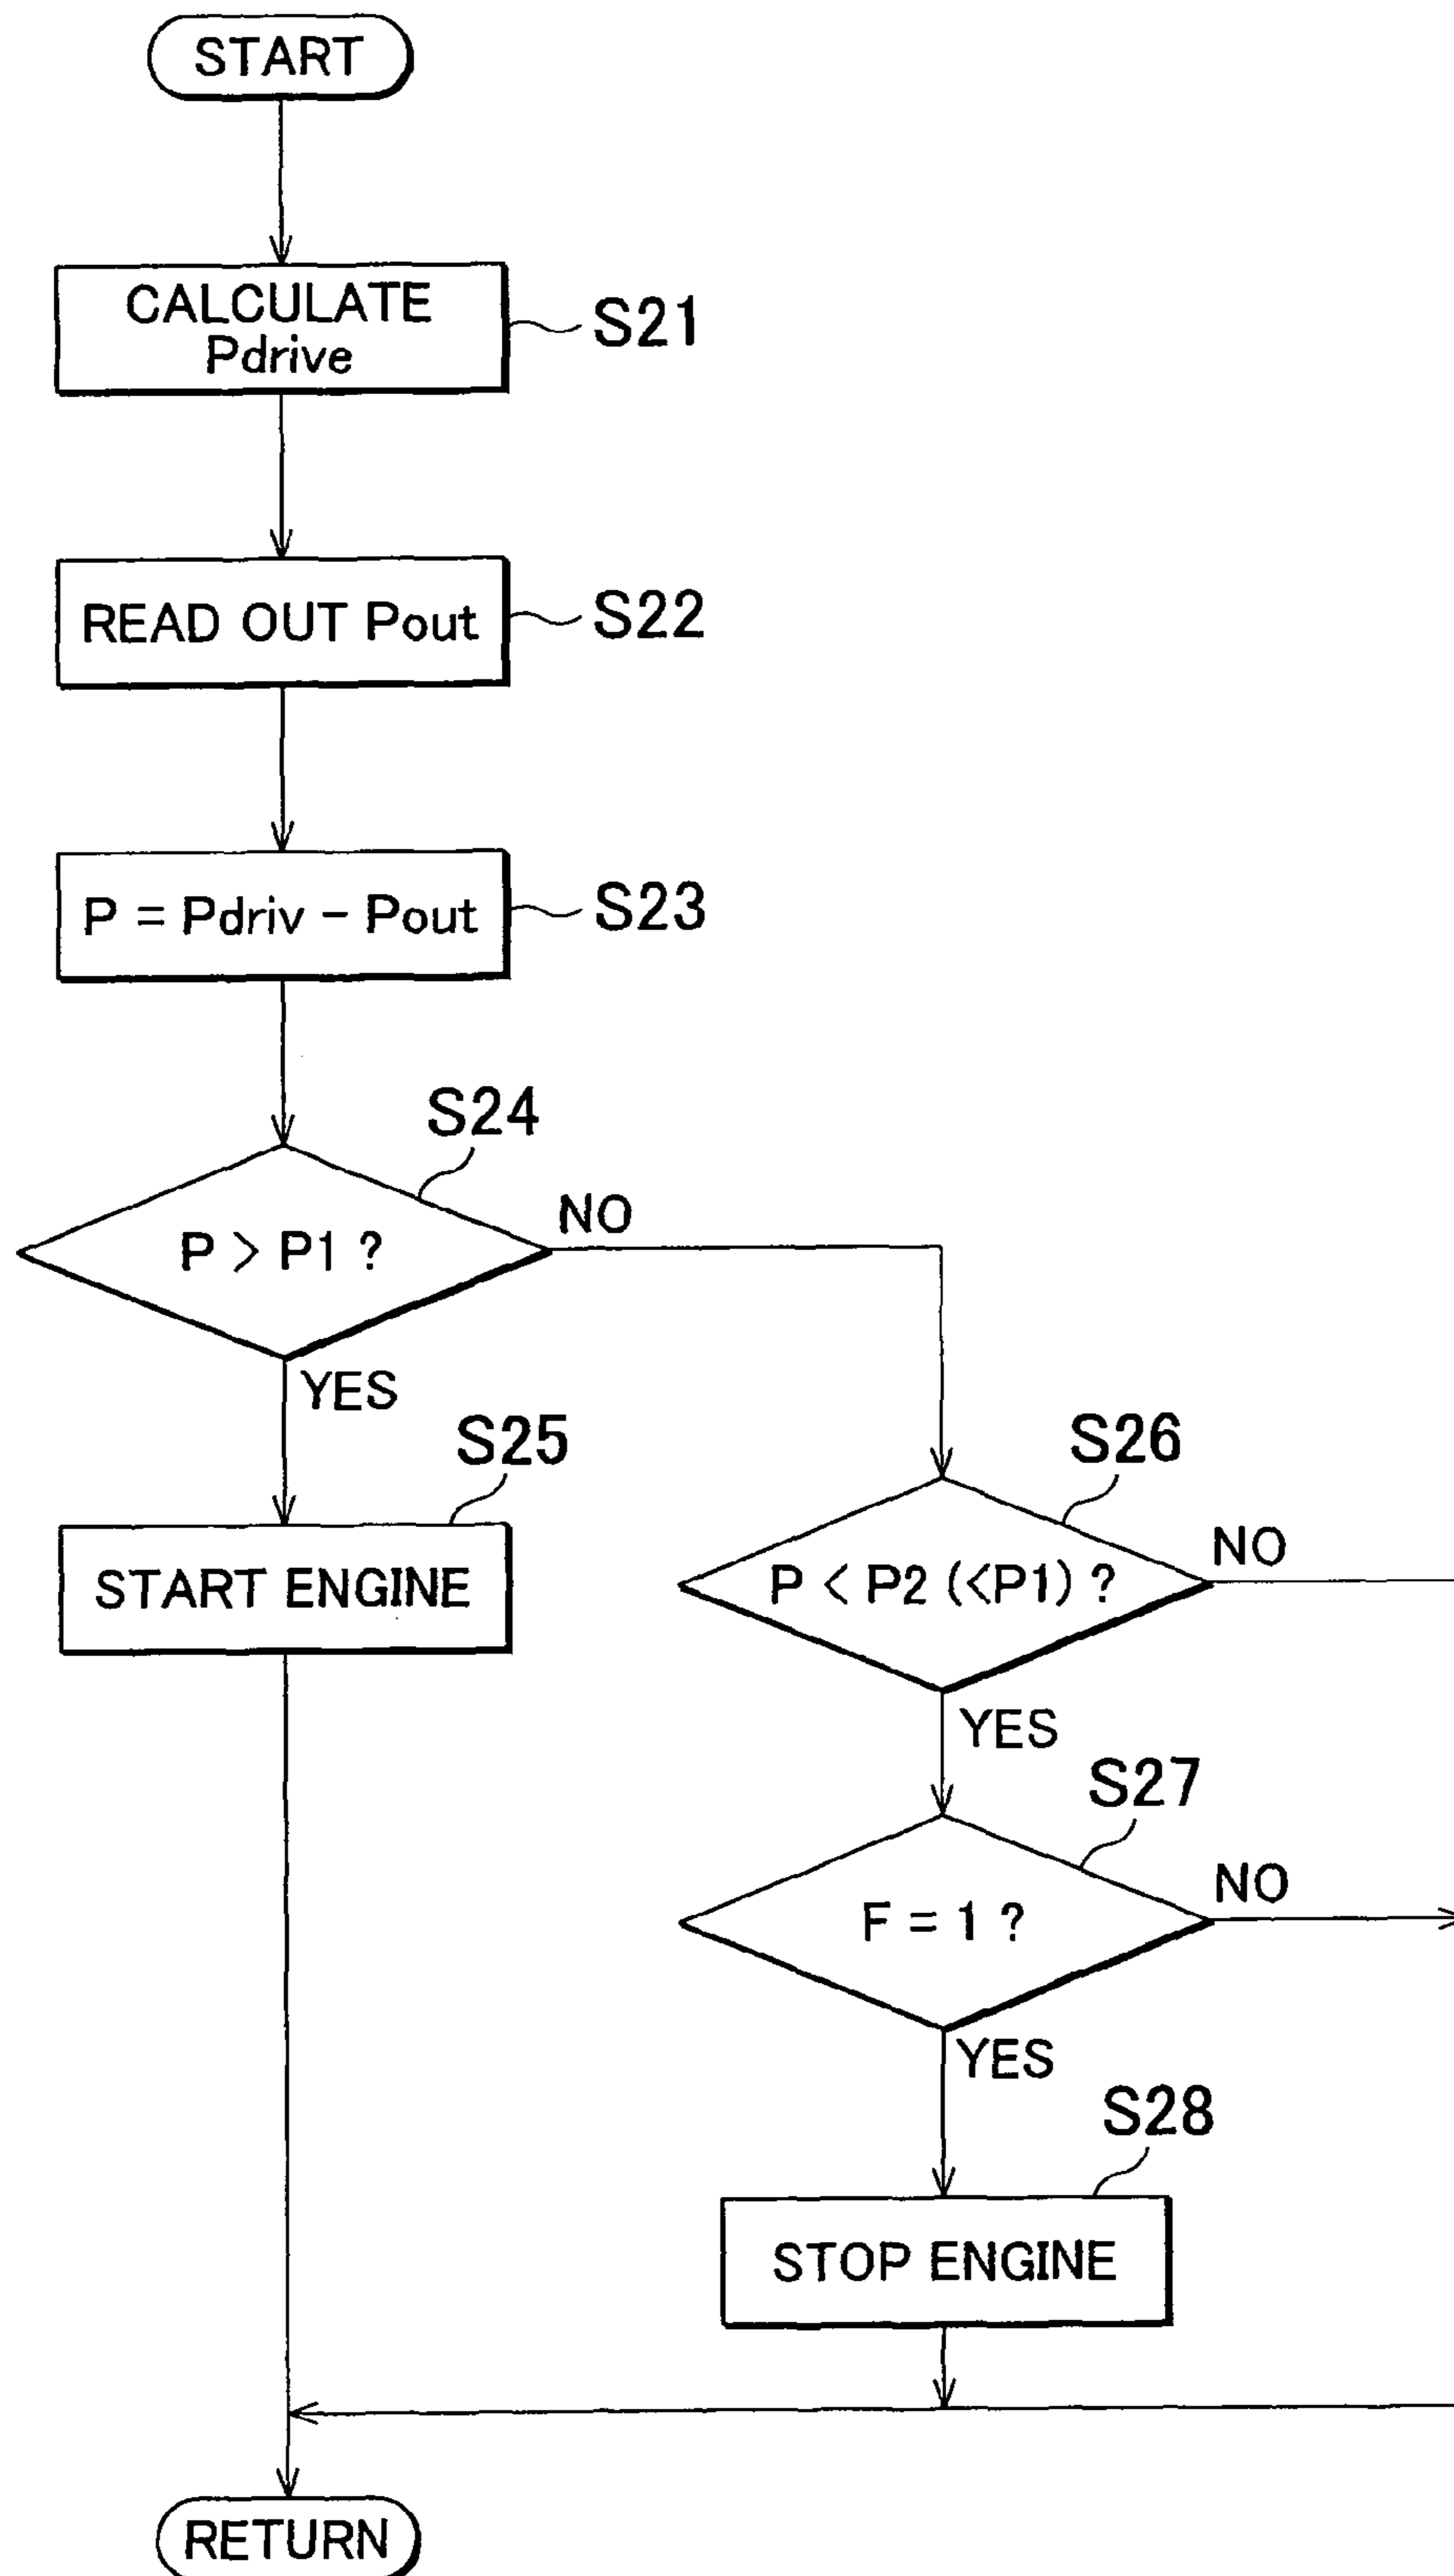 START
CALCULATE
Pdrive
S21
READ OUT Pout
S22
P = Pdriv - Pout
S23
S24
P > P1 ?
NO
YES
S25
START ENGINE
S26
P < P2 (<P1) ?
NO
YES
S27
F = 1 ?
NO
YES
S28
STOP ENGINE
RETURN